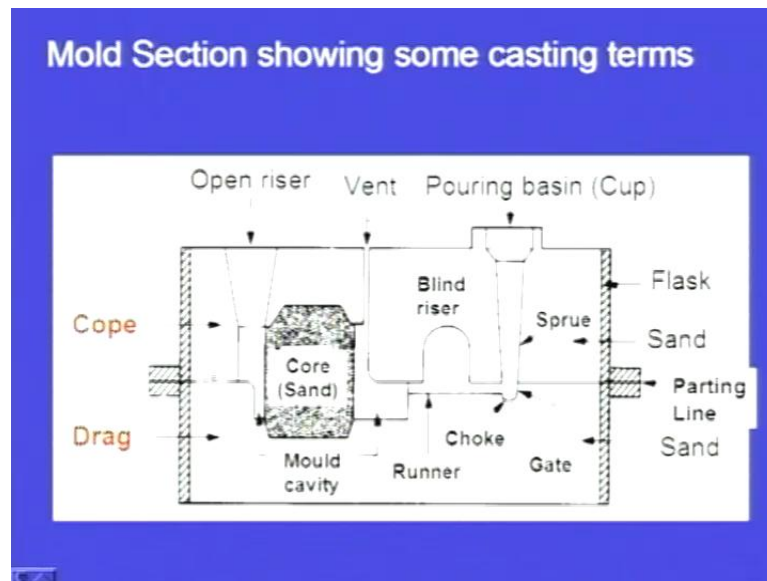 Mold Section showing some casting terms
Open riser
Vent
Pouring basin (Cup)
Blind
riser
Flask
Cope
Sprue
Sand
Core
(Sand)
Parting
Line
Drag
Choke
Sand
Mould
cavity
Runner
Gate